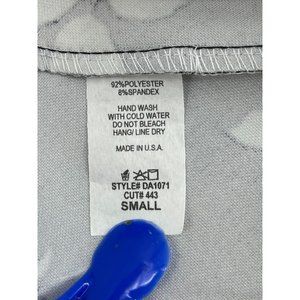 92%POLYESTER
8%SPANDEX
HAND WASH
WITH COLD WATER
DO NOT BLEACH
HANG/ LINE DRY
MADE IN U.S.A.
STYLE# DA1071
CUT# 443
SMALL